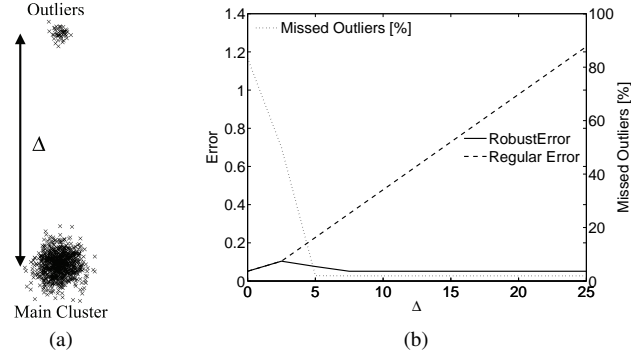 Outliers
Δ
Main Cluster
(a)
1.4
1.2
1
0.8
0.6
0.4
0.2
0
Error
Missed Outliers [%]
RobustError
Regular Error
100
80
60
40
20
0
Missed Outliers [%]
0 5 10 15 20 25
Δ
(b)